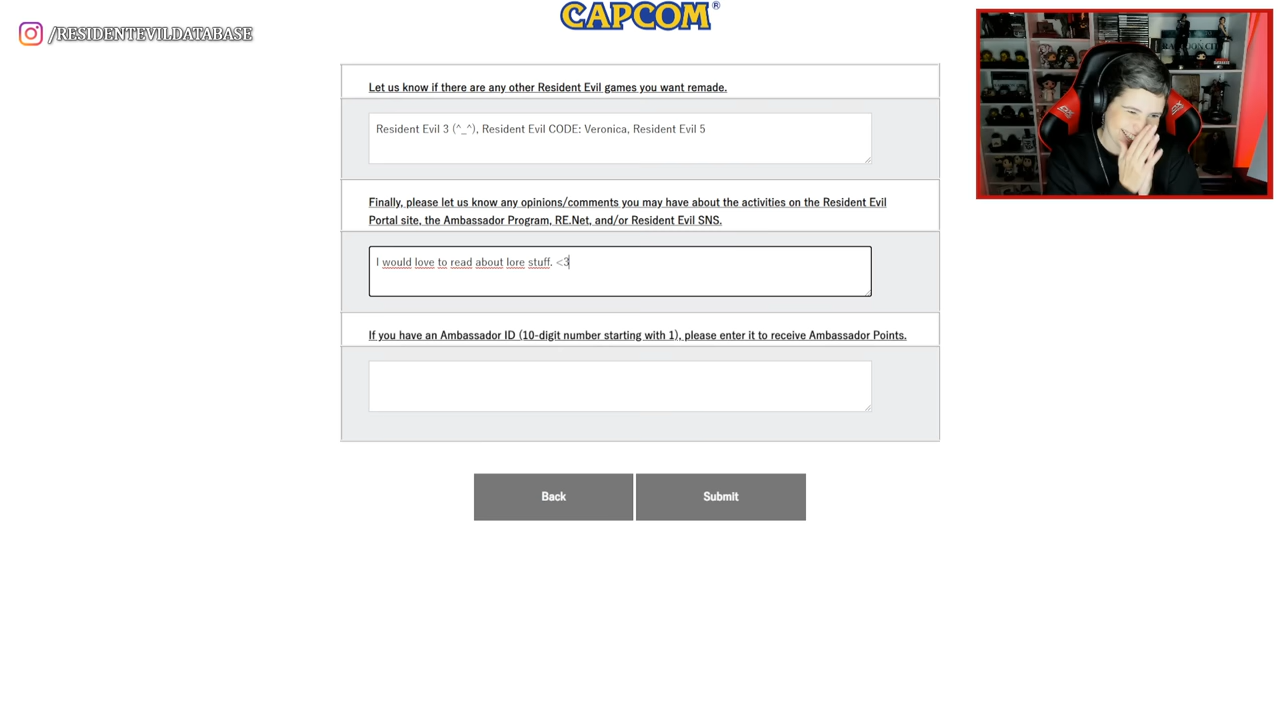 CAPCOM®
/RESIDENTEVILDATABASE
Let us know if there are any other Resident Evil games you want remade.
Resident Evil 3 (^_^), Resident Evil CODE: Veronica, Resident Evil 5
Finally, please let us know any opinions/comments you may have about the activities on the Resident Evil
Portal site, the Ambassador Program, RE.Net, and/or Resident Evil SNS.
I would love to read about lore stuff. <3
If you have an Ambassador ID (10-digit number starting with 1), please enter it to receive Ambassador Points.
Back
Submit